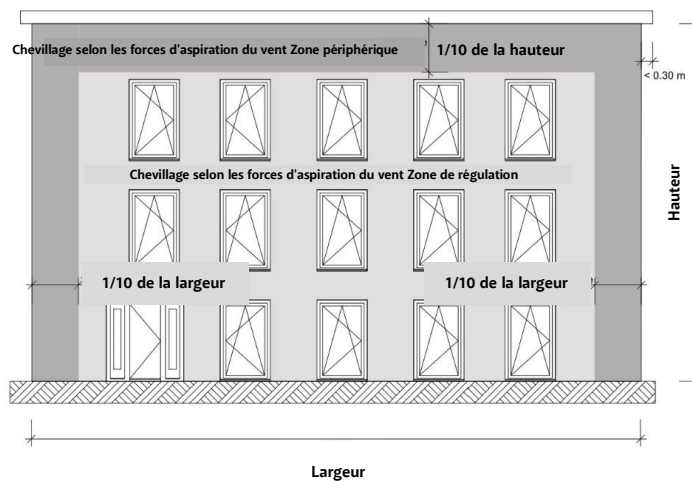 Chevillage selon les forces d'aspiration du vent Zone périphérique
1/10 de la hauteur
< 0.30 m
Chevillage selon les forces d'aspiration du vent Zone de régulation
Hauteur
1/10 de la largeur
1/10 de la largeur
Largeur